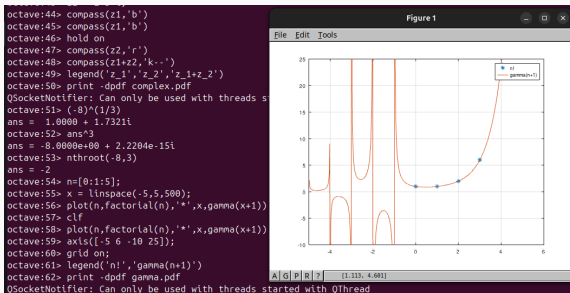 octave:44> compass(z1,'b')
octave:45> compass(z1,'b')
octave:46> hold on
octave:47> compass(z2,'r')
octave:48> compass(z1+z2,'k--')
octave:49> legend('z_1','z_2','z_1+z_2')
octave:50> print -dpdf complex.pdf
QSocketNotifier: Can only be used with threads st
octave:51> (-8)^(1/3)
ans = 1.0000 + 1.7321i
octave:52> ans^3
ans = -8.0000e+00 + 2.2204e-15i
octave:53> nthroot(-8,3)
ans = -2
octave:54> n=[0:1:5];
octave:55> x = linspace(-5,5,500);
octave:56> plot(n,factorial(n),'*',x,gamma(x+1))
octave:57> clf
octave:58> plot(n,factorial(n),'*',x,gamma(x+1))
octave:59> axis([-5 6 -10 25]);
octave:60> grid on;
octave:61> legend('n!','gamma(n+1)')
octave:62> print -dpdf gamma.pdf
QSocketNotifier: Can only be used with threads started with QThread
Figure 1
File Edit Tools
25
20
15
10
5
0
-5
-10
-4
-2
0
2
4
6
n!
gamma(n+1)
A G P R ? [1.113, 4.601]